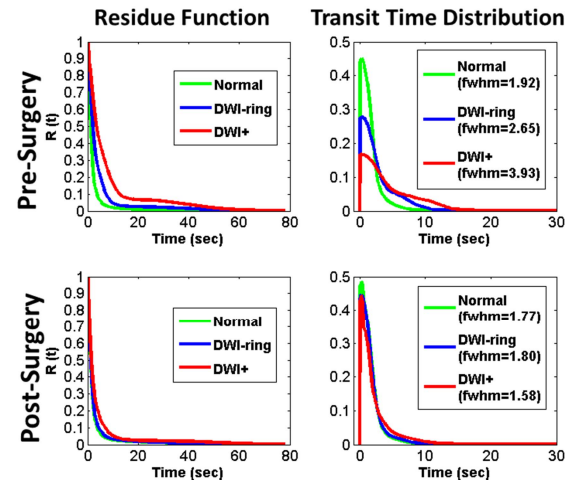 Residue Function
Transit Time Distribution
Pre-Surgery
R (t)
1
0.9
0.8
0.7
0.6
0.5
0.4
0.3
0.2
0.1
0
Normal
DWI-ring
DWI+
0 20 40 60 80
Time (sec)
0.5
0.4
0.3
0.2
0.1
0
Normal
(fwhm=1.92)
DWI-ring
(fwhm=2.65)
DWI+
(fwhm=3.93)
0 10 20 30
Time (sec)
Post-Surgery
R (t)
1
0.9
0.8
0.7
0.6
0.5
0.4
0.3
0.2
0.1
0
Normal
DWI-ring
DWI+
0 20 40 60 80
Time (sec)
0.5
0.4
0.3
0.2
0.1
0
Normal
(fwhm=1.77)
DWI-ring
(fwhm=1.80)
DWI+
(fwhm=1.58)
0 10 20 30
Time (sec)